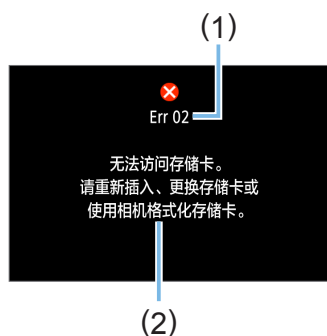 (1)
Err 02
无法访问存储卡。
请重新插入、更换存储卡或
使用相机格式化存储卡。
(2)